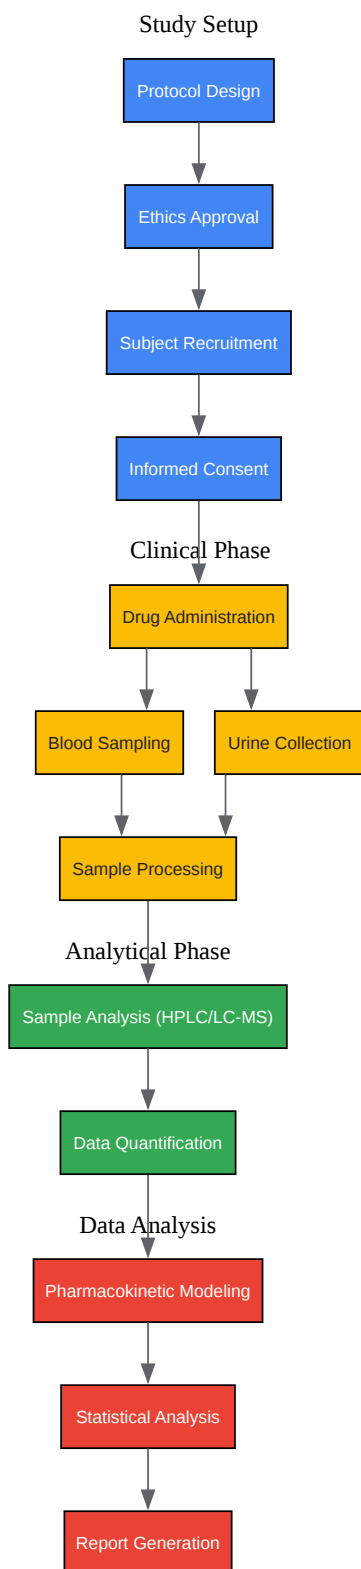 Study Setup
Protocol Design
Ethics Approval
Subject Recruitment
Informed Consent
Clinical Phase
Drug Administration
Blood Sampling
Urine Collection
Sample Processing
Analytical Phase
Sample Analysis (HPLC/LC-MS)
Data Quantification
Data Analysis
Pharmacokinetic Modeling
Statistical Analysis
Report Generation